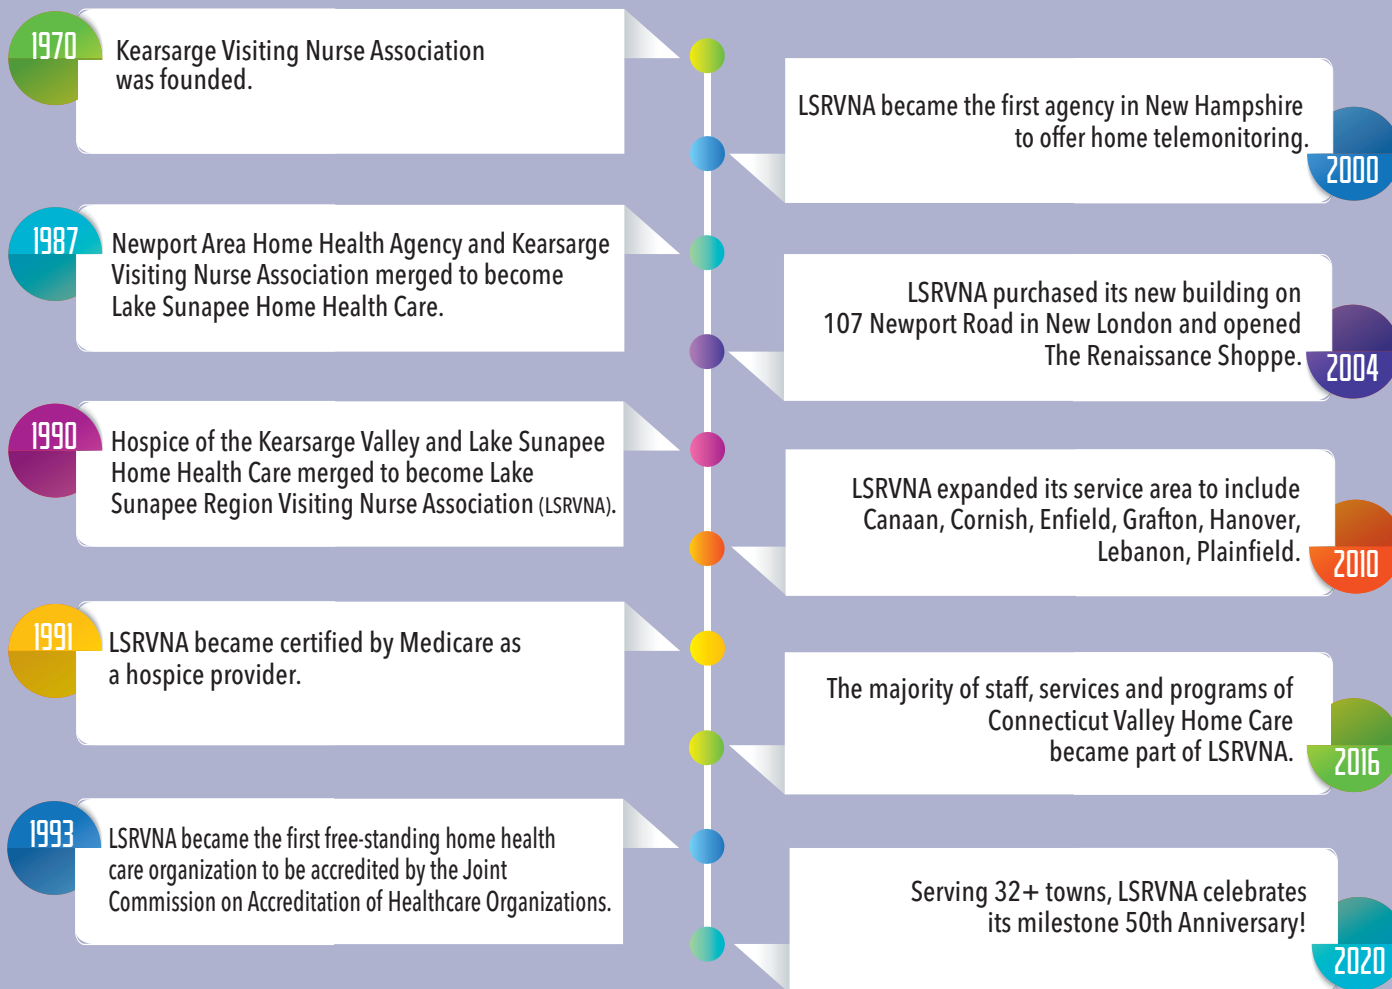 1970
Kearsarge Visiting Nurse Association
was founded.
1987
Newport Area Home Health Agency and Kearsarge
Visiting Nurse Association merged to become
Lake Sunapee Home Health Care.
1990
Hospice of the Kearsarge Valley and Lake Sunapee
Home Health Care merged to become Lake
Sunapee Region Visiting Nurse Association (LSRVNA).
1991
LSRVNA became certified by Medicare as
a hospice provider.
1993
LSRVNA became the first free-standing home health
care organization to be accredited by the Joint
Commission on Accreditation of Healthcare Organizations.
LSRVNA became the first agency in New Hampshire
to offer home telemonitoring.
2000
LSRVNA purchased its new building on
107 Newport Road in New London and opened
The Renaissance Shoppe.
2004
LSRVNA expanded its service area to include
Canaan, Cornish, Enfield, Grafton, Hanover,
Lebanon, Plainfield.
2010
The majority of staff, services and programs of
Connecticut Valley Home Care
became part of LSRVNA.
2016
Serving 32+ towns, LSRVNA celebrates
its milestone 50th Anniversary!
2020